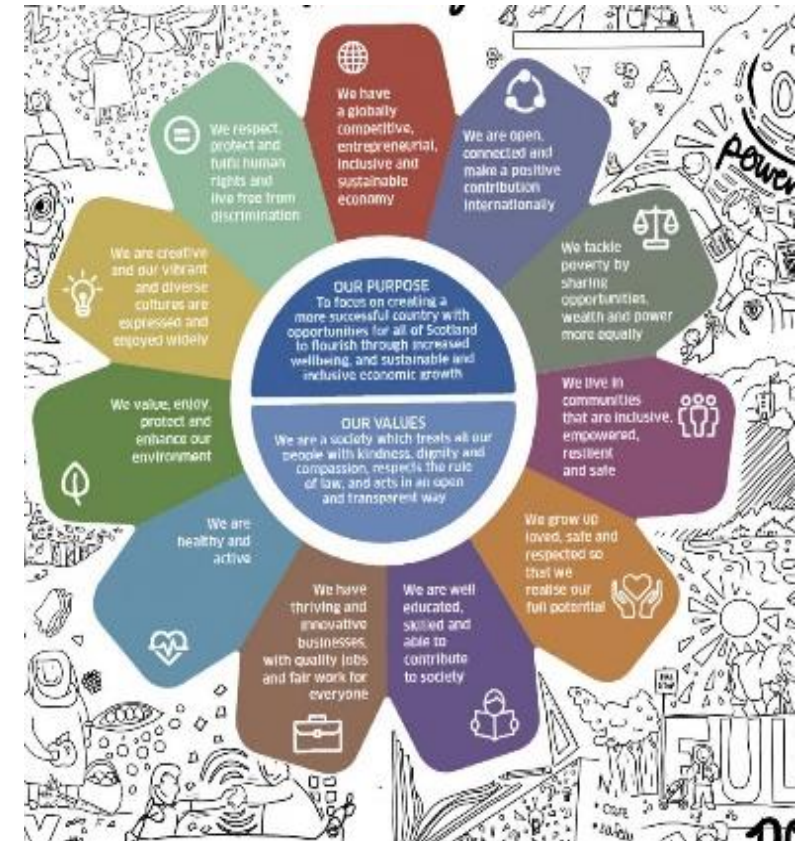 We have
a globally
competitive,
entrepreneurial,
inclusive and
sustainable
economy
We are open,
connected and
make a positive
contribution
internationally
We tackle
poverty by
sharing
opportunities,
wealth and power
more equally
We live in
communities
that are inclusive,
empowered,
resilient
and safe
We grow up
loved, safe and
respected so
that we
realise our
full potential
We are well
educated,
skilled and
able to
contribute
to society
We have
thriving and
innovative
businesses,
with quality jobs
and fair work for
everyone
We are
healthy and
active
We value, enjoy,
protect and
enhance our
environment
We are creative
and our vibrant
and diverse
cultures are
expressed and
enjoyed widely
We respect,
protect and
fulfil human
rights and
live free from
discrimination
OUR PURPOSE
To focus on creating a
more successful country with
opportunities for all of Scotland
to flourish through increased
wellbeing, and sustainable and
inclusive economic growth
OUR VALUES
We are a society which treats all our
people with kindness, dignity and
compassion, respects the rule
of law, and acts in an open
and transparent way
power
FUL
• care
• safety